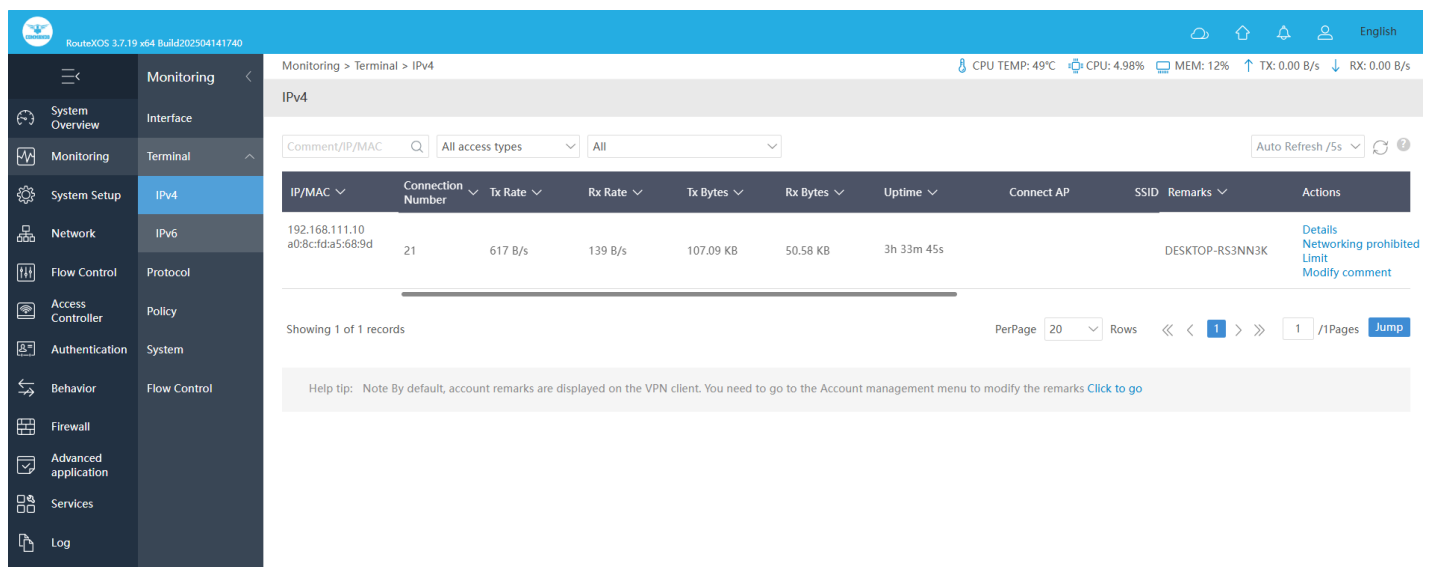 RouteXOS 3.7.19 x64 Build202504141740
English
Monitoring
Monitoring > Terminal > IPv4
CPU TEMP: 49℃ CPU: 4.98% MEM: 12% TX: 0.00 B/s RX: 0.00 B/s
IPv4
System
Overview
Monitoring
System Setup
Network
Flow Control
Access
Controller
Authentication
Behavior
Firewall
Advanced
application
Services
Log
Interface
Terminal
IPv4
IPv6
Protocol
Policy
System
Flow Control
Comment/IP/MAC All access types All Auto Refresh /5s
IP/MAC Connection Number Tx Rate Rx Rate Tx Bytes Rx Bytes Uptime Connect AP SSID Remarks Actions
192.168.111.10
a0:8c:fd:a5:68:9d
21 617 B/s 139 B/s 107.09 KB 50.58 KB 3h 33m 45s DESKTOP-RS3NN3K
Details
Networking prohibited
Limit
Modify comment
Showing 1 of 1 records PerPage 20 Rows 1 1 /1Pages Jump
Help tip: Note By default, account remarks are displayed on the VPN client. You need to go to the Account management menu to modify the remarks Click to go